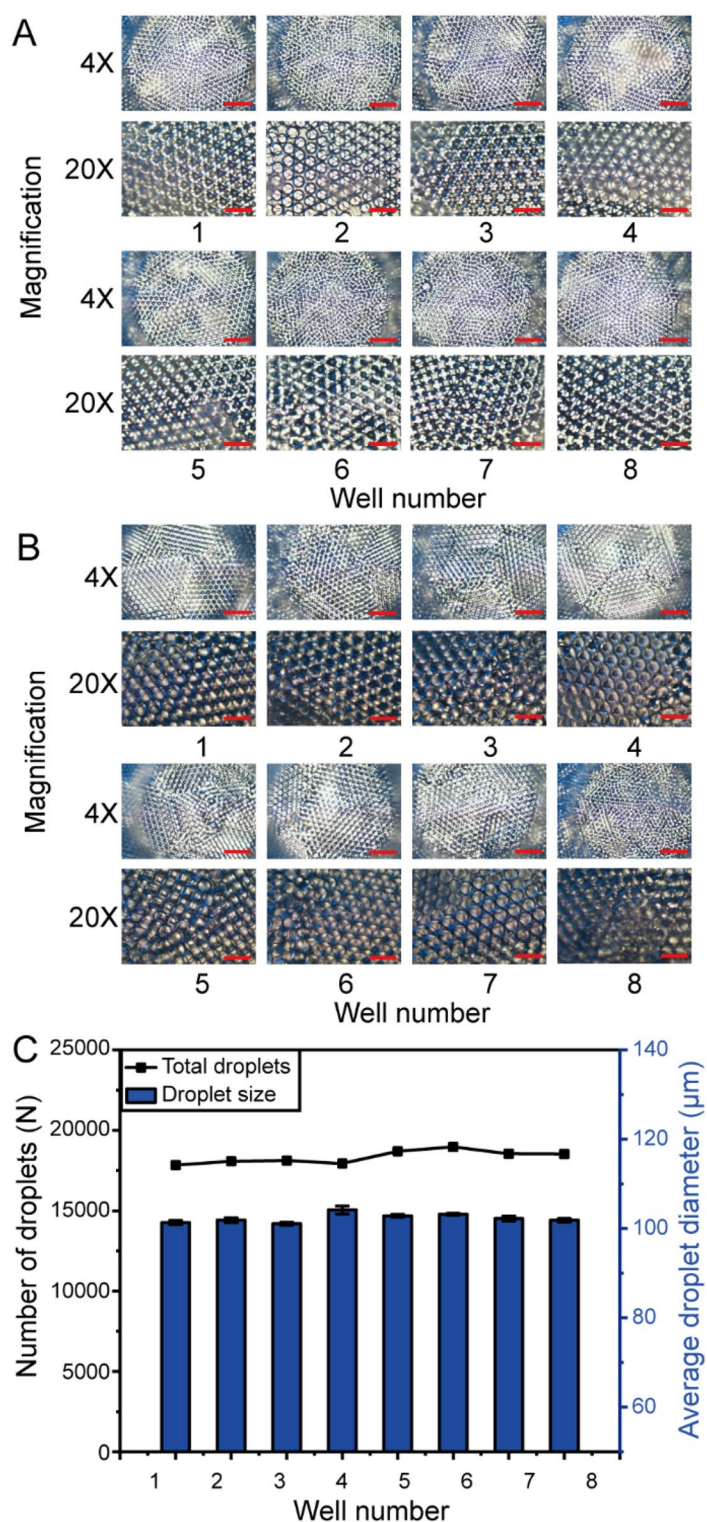 A
4X
20X
1 2 3 4
4X
20X
5 6 7 8
Magnification
Well number
B
4X
20X
1 2 3 4
4X
20X
5 6 7 8
Magnification
Well number
C
Total droplets
Droplet size
Number of droplets (N)
25000
20000
15000
10000
5000
0
140
120
100
80
60
Average droplet diameter (µm)
1 2 3 4 5 6 7 8
Well number